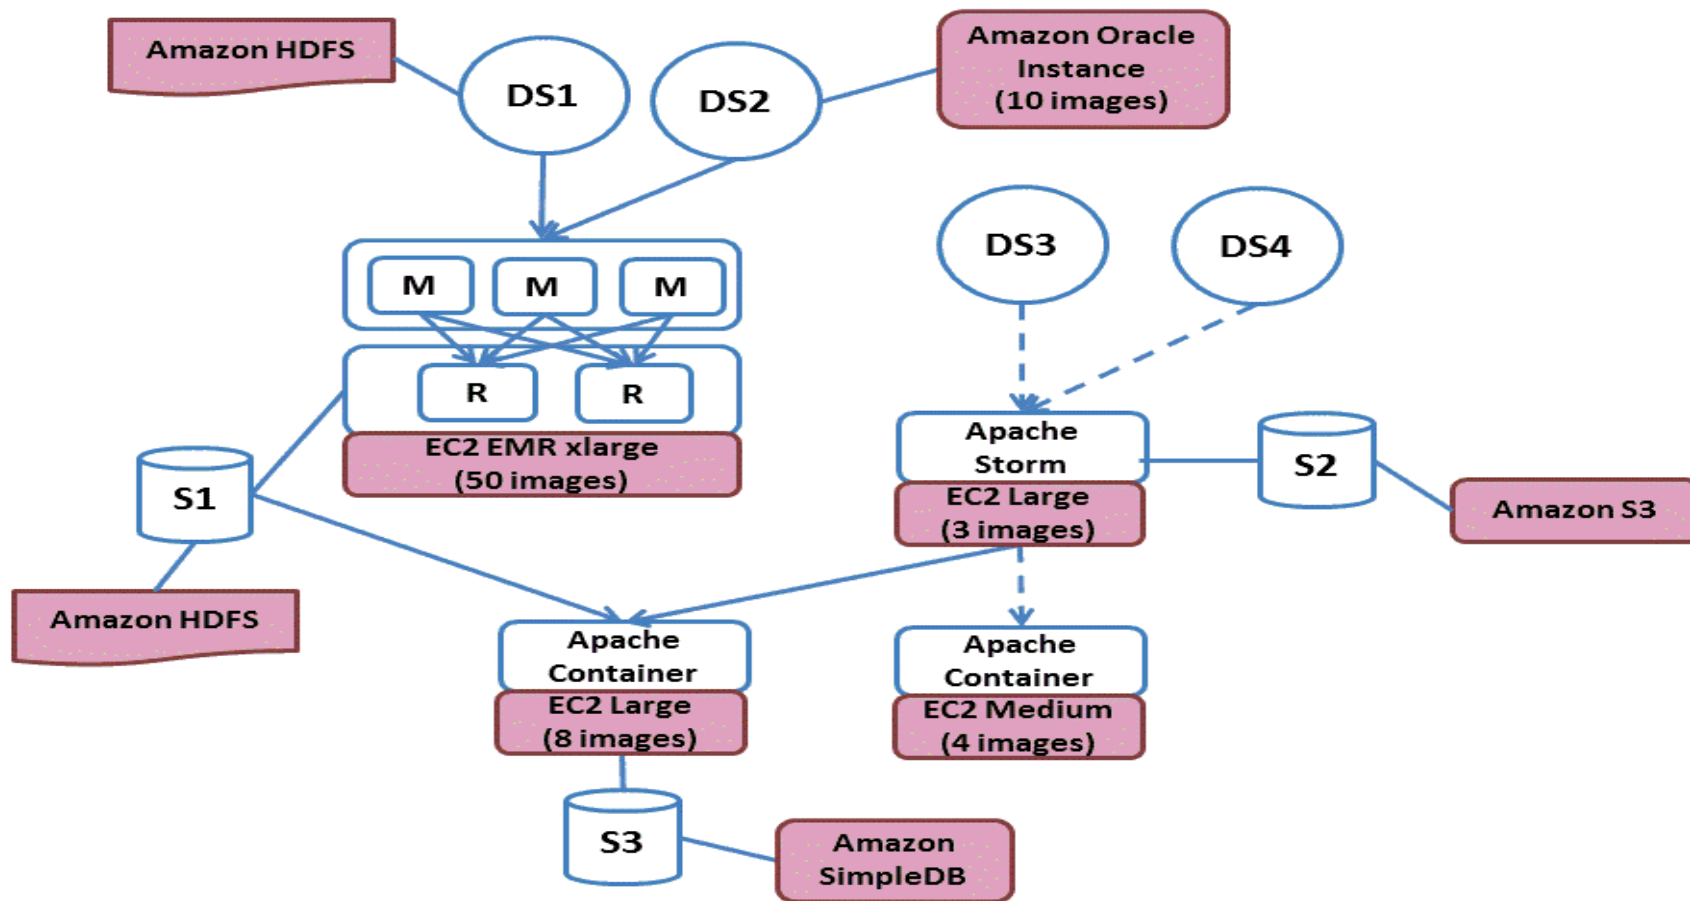 Amazon HDFS
DS1
DS2
Amazon Oracle
Instance
(10 images)
DS3
DS4
M
M
M
R
R
EC2 EMR xlarge
(50 images)
Apache
Storm
EC2 Large
(3 images)
S2
Amazon S3
S1
Amazon HDFS
Apache
Container
EC2 Large
(8 images)
Apache
Container
EC2 Medium
(4 images)
S3
Amazon
SimpleDB